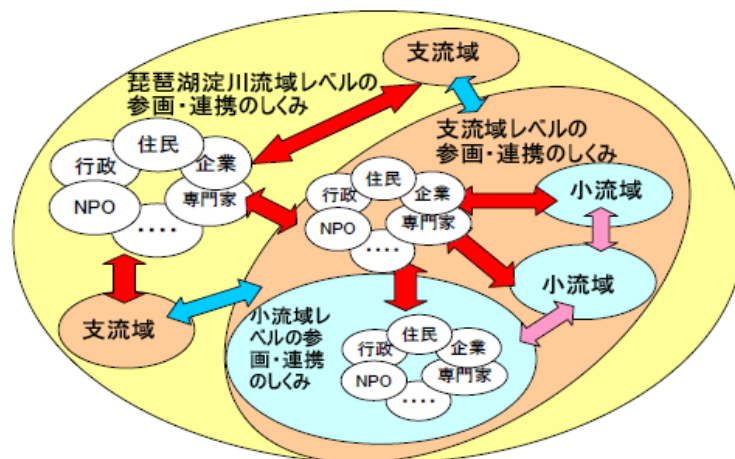 支流域
琵琶湖淀川流域レベルの
参画・連携のしくみ
住民
行政
企業
NPO
専門家
・・・・
支流域
支流域レベルの
参画・連携のしくみ
住民
行政
企業
NPO
専門家
・・・・
小流域
小流域
小流域レ
ベルの参
画・連携
のしくみ
住民
行政
企業
NPO
専門家
・・・・